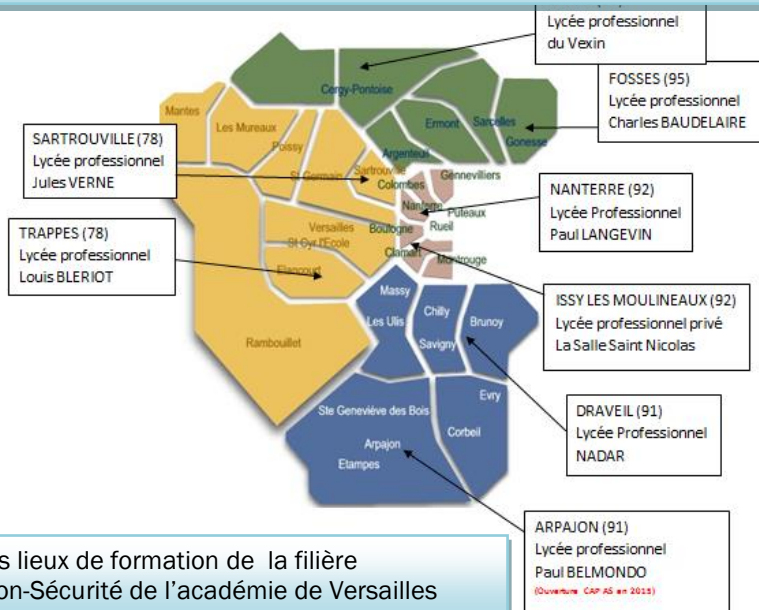 Lycée professionnel
du Vexin
FOSSES (95)
Lycée professionnel
Charles BAUDELAIRE
SARTROUVILLE (78)
Lycée professionnel
Jules VERNE
NANTERRE (92)
Lycée Professionnel
Paul LANGEVIN
TRAPPES (78)
Lycée professionnel
Louis BLERIOT
ISSY LES MOULINEAUX (92)
Lycée professionnel privé
La Salle Saint Nicolas
DRAVEIL (91)
Lycée Professionnel
NADAR
ARPAJON (91)
Lycée professionnel
Paul BELMONDO
(Ouverture CAP AS en 2015)
Cergy-Pontoise
Mantes
Les Mureaux
Poissy
Ermont
Sarcelles
Gonesse
Argenteuil
St Germain
Sartrouville
Colombes
Gennevilliers
Nanterre
Puteaux
Rueil
Versailles
Boulogne
St Cyr l'Ecole
Clamart
Montrouge
Elancourt
Massy
Les Ulis
Chilly
Brunoy
Savigny
Rambouillet
Evry
Ste Geneviève des Bois
Corbeil
Arpajon
Etampes
s lieux de formation de la filière
on-Sécurité de l'académie de Versailles